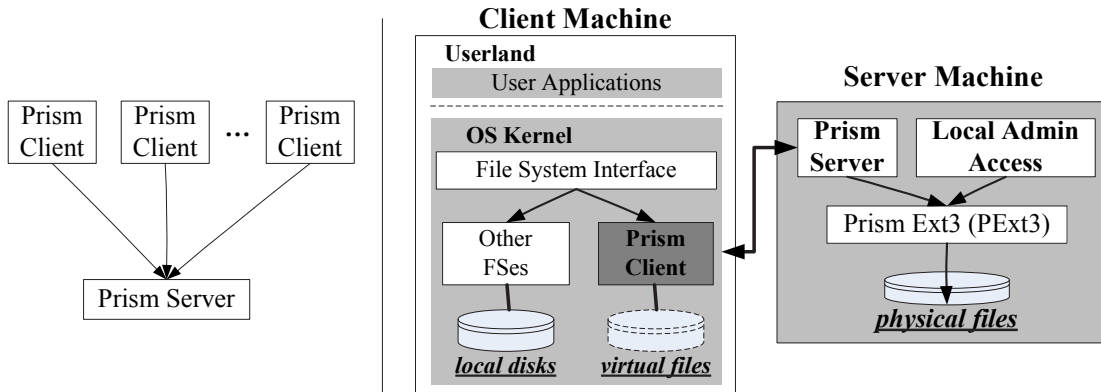 Prism
Client
Prism
Client
...
Prism
Client
Prism Server
Client Machine
Userland
User Applications
OS Kernel
File System Interface
Other
FSes
Prism
Client
local disks
virtual files
Server Machine
Prism
Server
Local Admin
Access
Prism Ext3 (PExt3)
physical files